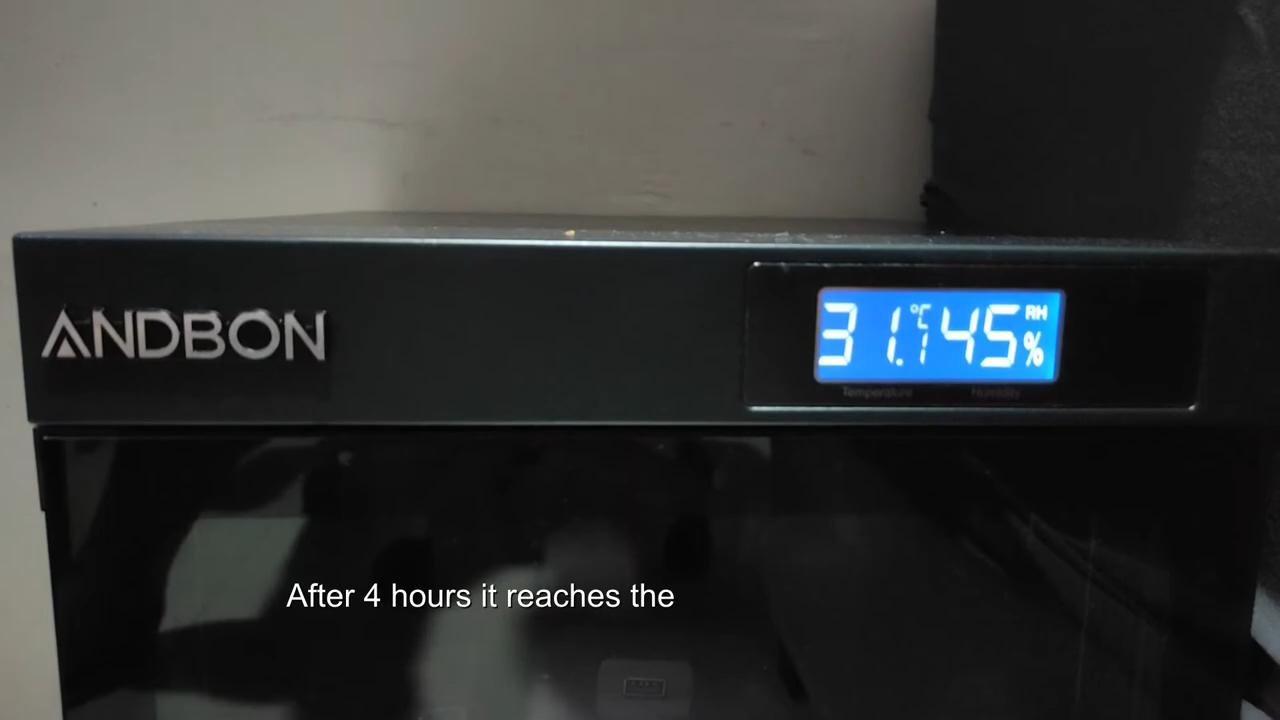 ANDBON
31.1 °C 45 RH %
Temperature Humidity
After 4 hours it reaches the